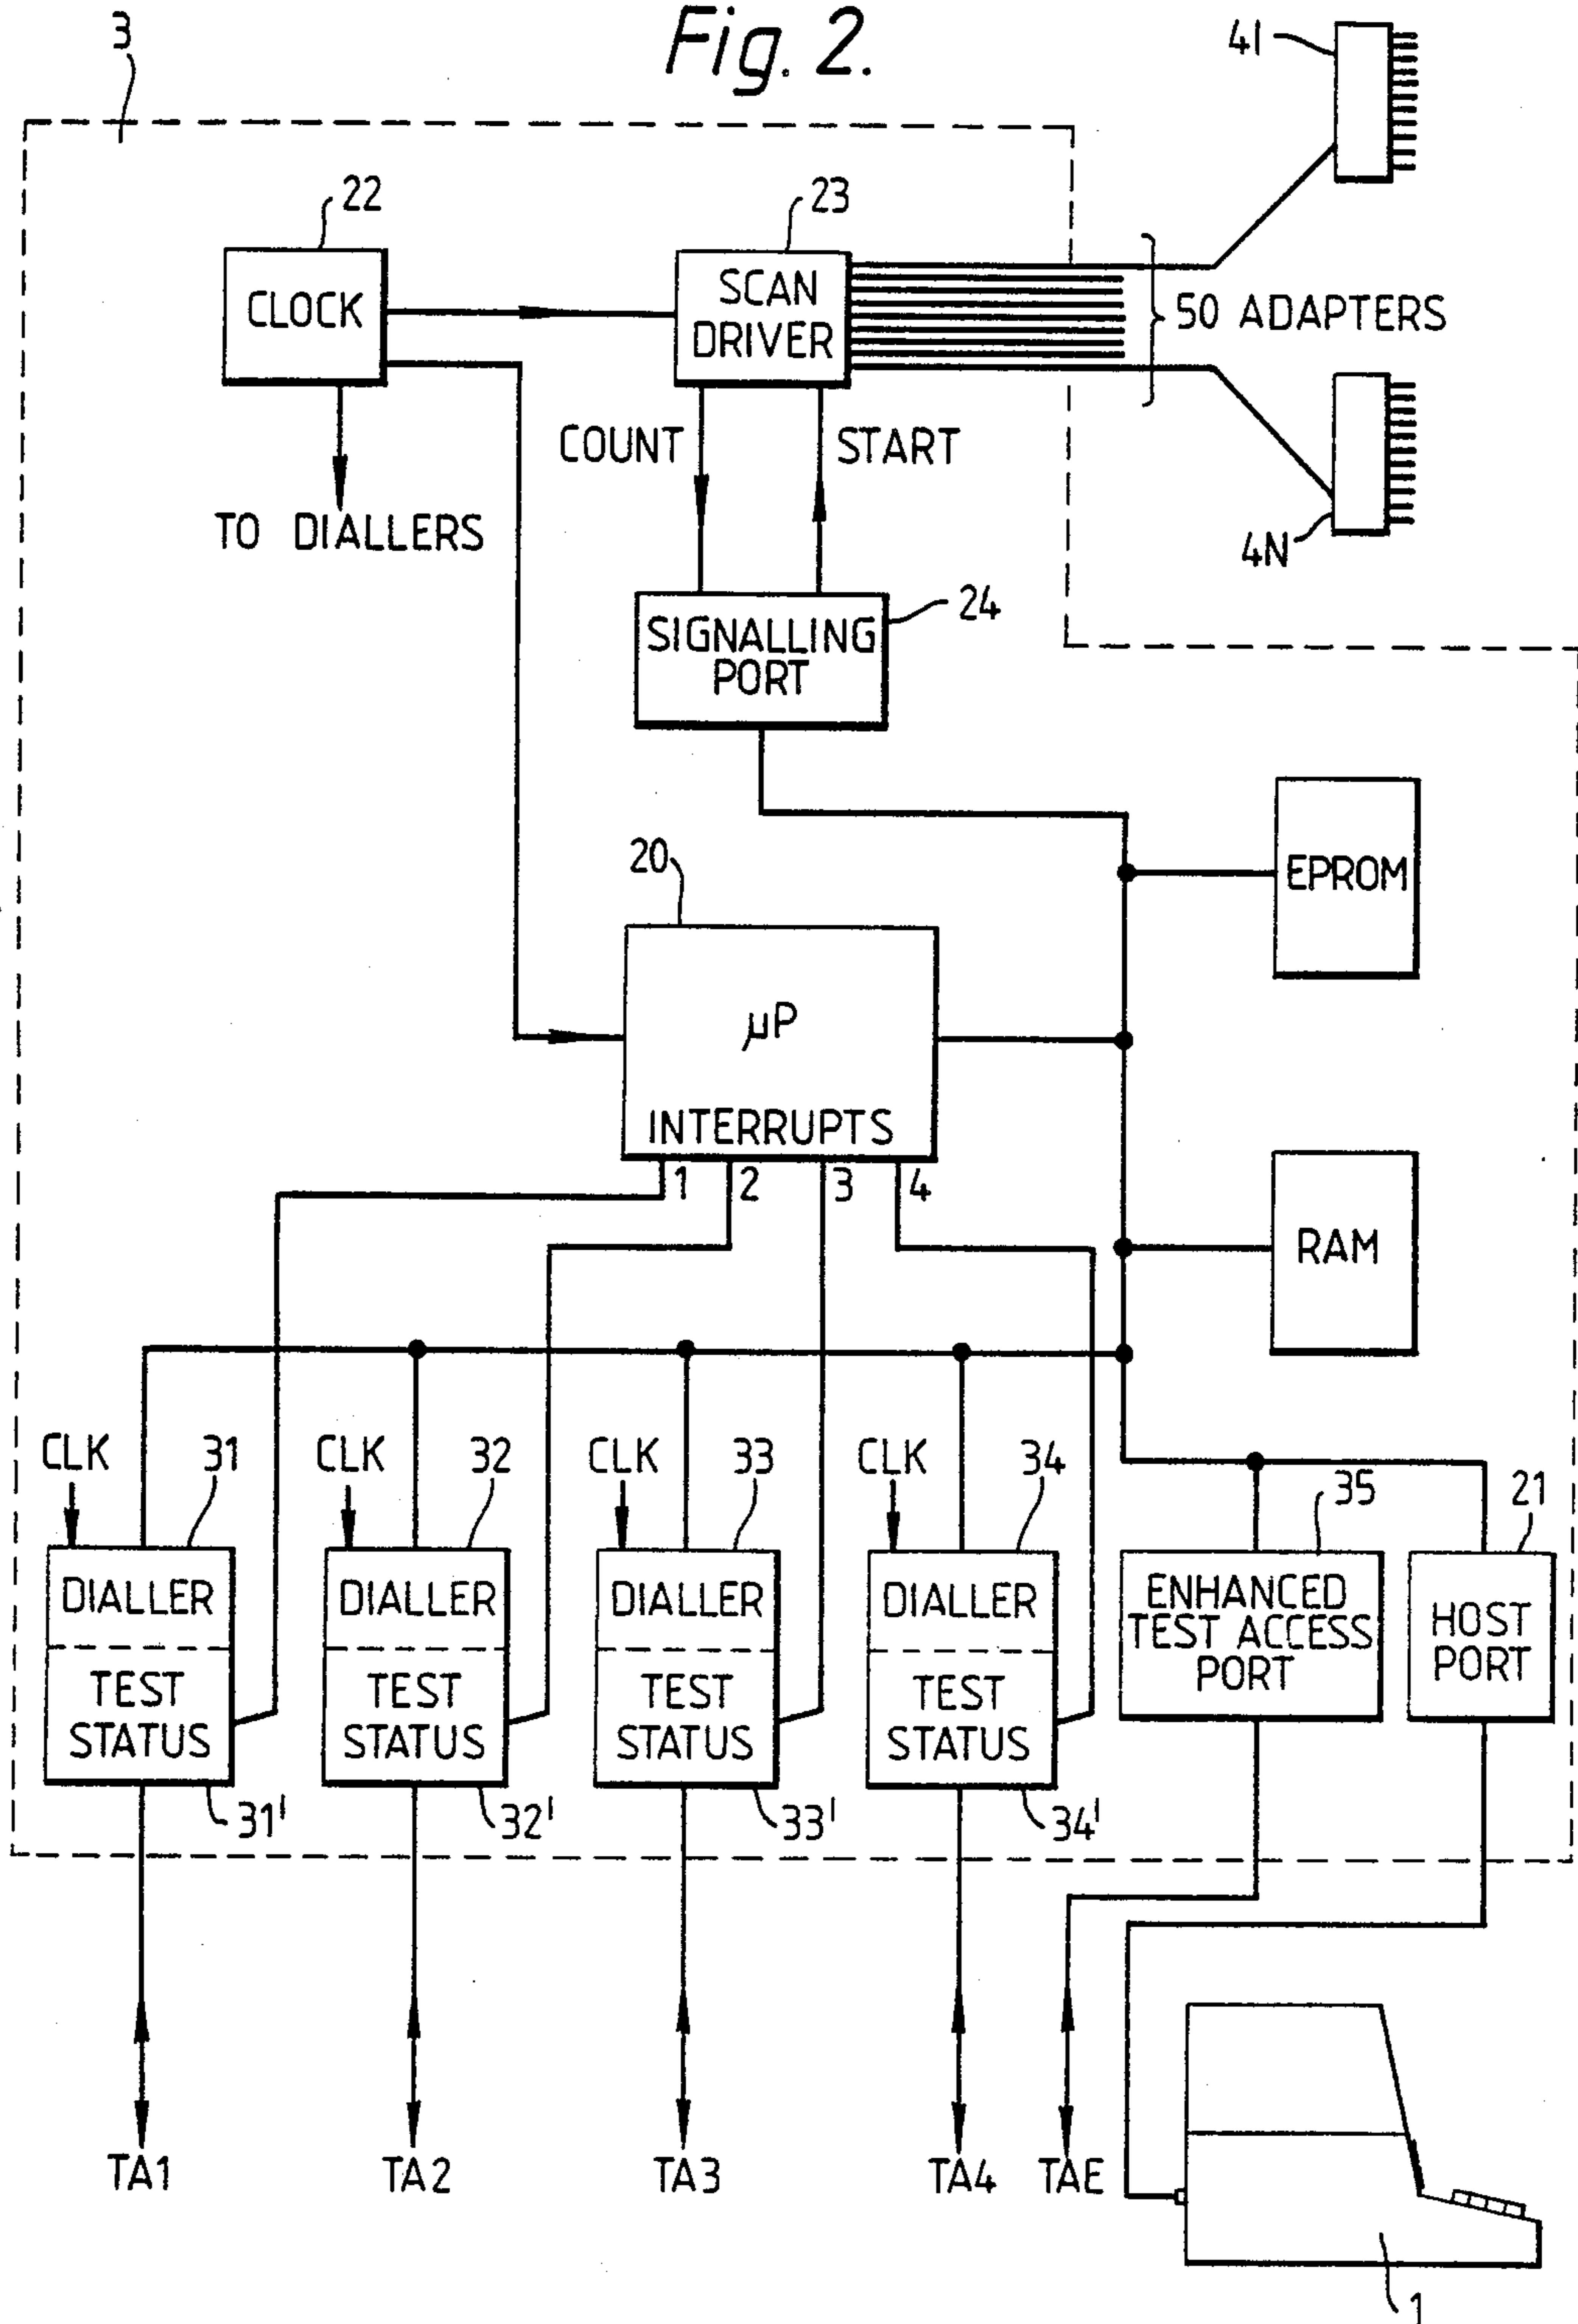 Fig. 2.
3
41
22
23
CLOCK
SCAN
DRIVER
50 ADAPTERS
COUNT
START
TO DIALLERS
4N
24
SIGNALLING
PORT
20
EPROM
µP
INTERRUPTS
1
2
3
4
RAM
CLK
31
CLK
32
CLK
33
CLK
34
35
21
DIALLER
DIALLER
DIALLER
DIALLER
ENHANCED
TEST ACCESS
PORT
HOST
PORT
TEST
STATUS
TEST
STATUS
TEST
STATUS
TEST
STATUS
31'
32'
33'
34'
TA1
TA2
TA3
TA4
TAE
1